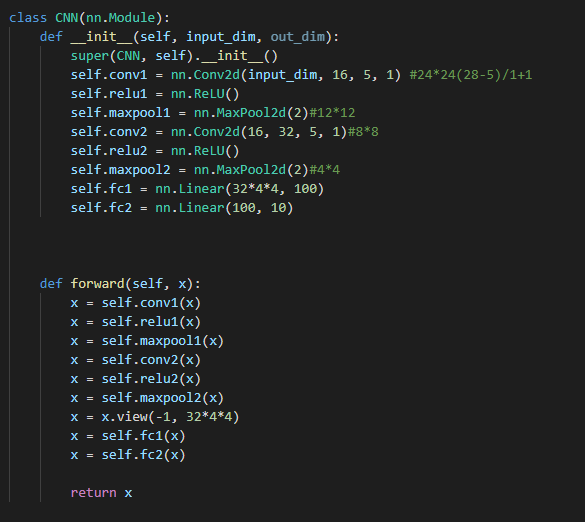 class CNN(nn.Module):
    def __init__(self, input_dim, out_dim):
        super(CNN, self).__init__()
        self.conv1 = nn.Conv2d(input_dim, 16, 5, 1) #24*24(28-5)/1+1
        self.relu1 = nn.ReLU()
        self.maxpool1 = nn.MaxPool2d(2)#12*12
        self.conv2 = nn.Conv2d(16, 32, 5, 1)#8*8
        self.relu2 = nn.ReLU()
        self.maxpool2 = nn.MaxPool2d(2)#4*4
        self.fc1 = nn.Linear(32*4*4, 100)
        self.fc2 = nn.Linear(100, 10)
    def forward(self, x):
        x = self.conv1(x)
        x = self.relu1(x)
        x = self.maxpool1(x)
        x = self.conv2(x)
        x = self.relu2(x)
        x = self.maxpool2(x)
        x = x.view(-1, 32*4*4)
        x = self.fc1(x)
        x = self.fc2(x)
        return x